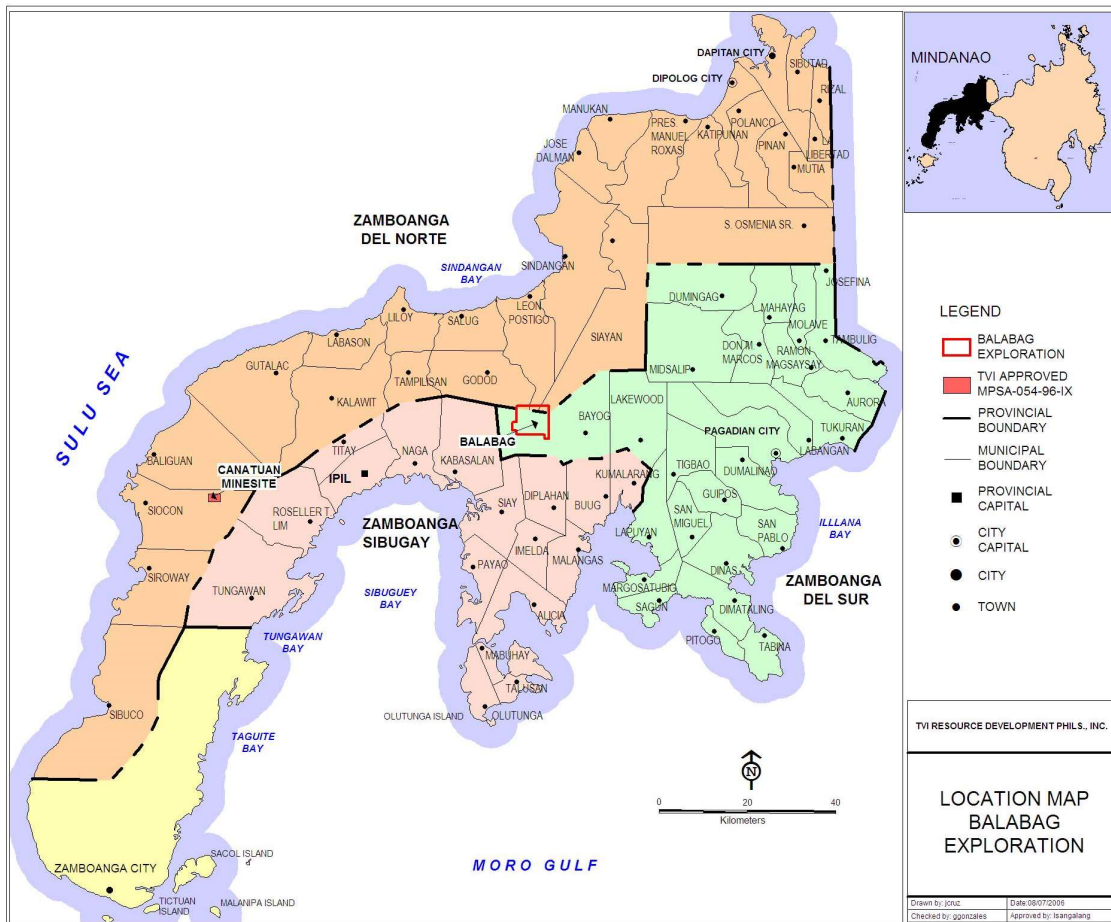 DAPITAN CITY
SIBUTAD
DIPOLOG CITY
RIZAL
MANUKAN
PRES.
MANUEL
ROXAS
KATIPUNAN
POLANCO
PINAN
LA
LIBERTAD
JOSE
DALMAN
MUTIA
ZAMBOANGA
DEL NORTE
S. OSMENIA SR.
SINDANGAN
BAY
SINDANGAN
JOSEFINA
DUMINGAG
LEON
POSTIGO
MAHAYAG
LILOY
SALUG
MOLAVE
LABASON
SIAYAN
TAMBULIG
DON M.
MARCOS
RAMON
MAGSAYSAY
GUTALAC
TAMPILISAN
GODOD
MIDSALIP
SULU SEA
KALAWIT
LAKEWOOD
AURORA
BAYOG
BALABAG
PAGADIAN CITY
TUKURAN
LABANGAN
TITAY
BALIGUAN
CANATUAN
MINESITE
NAGA
KABASALAN
IPIL
KUMALARANG
TIGBAO
DUMALINAO
SIOCON
ROSELLER T.
LIM
ZAMBOANGA
SIBUGAY
SIAY
DIPLAHAN
BUUG
GUIPOS
SAN
MIGUEL
SAN
PABLO
ILLLANA
BAY
LAPUYAN
IMELDA
MALANGAS
SIROWAY
PAYAO
DINAS
TUNGAWAN
SIBUGUEY
BAY
MARGOSATUBIG
SAGUN
ZAMBOANGA
DEL SUR
ALICIA
DIMATALING
TUNGAWAN
BAY
PITOGO
TABINA
MABUHAY
TALUSAN
SIBUCO
OLUTUNGA ISLAND
OLUTUNGA
TAGUITE
BAY
N
0 20 40
Kilometers
MORO GULF
SACOL ISLAND
ZAMBOANGA CITY
TICTUAN
ISLAND
MALANIPA ISLAND
MINDANAO
LEGEND
BALABAG
EXPLORATION
TVI APPROVED
MPSA-054-96-IX
PROVINCIAL
BOUNDARY
MUNICIPAL
BOUNDARY
PROVINCIAL
CAPITAL
CITY
CAPITAL
CITY
TOWN
TVI RESOURCE DEVELOPMENT PHILS., INC.
LOCATION MAP
BALABAG
EXPLORATION
Drawn by: jcruz
Date:08/07/2006
Checked by: ggonzales
Approved by: lsangalang